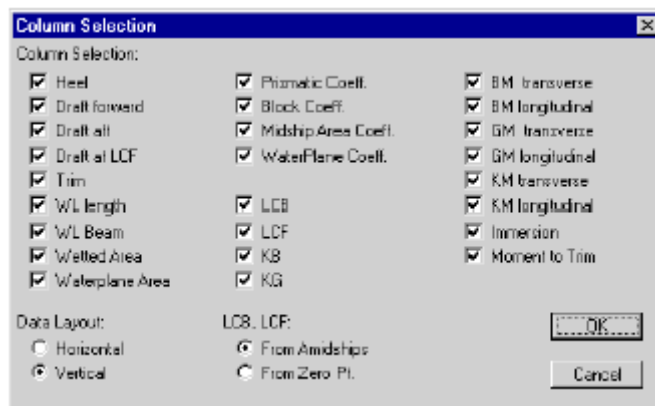 Column Selection
Column Selection:
Heel
Draft forward
Draft aft
Draft at LCF
Trim
WL length
WL Beam
Wetted Area
Waterplane Area
Prizmatic Coeff.
Block Coeff.
Midship Area Coeff.
WaterPlane Coeff.
LCB
LCF
KB
KG
BM transverse
BM longitudinal
GM transverse
GM longitudinal
KM transverse
KM longitudinal
Immersion
Moment to Trim
Data Layout:
Horizontal
Vertical
LCB, LCF:
From Amidships
From Zero Pt.
OK
Cancel